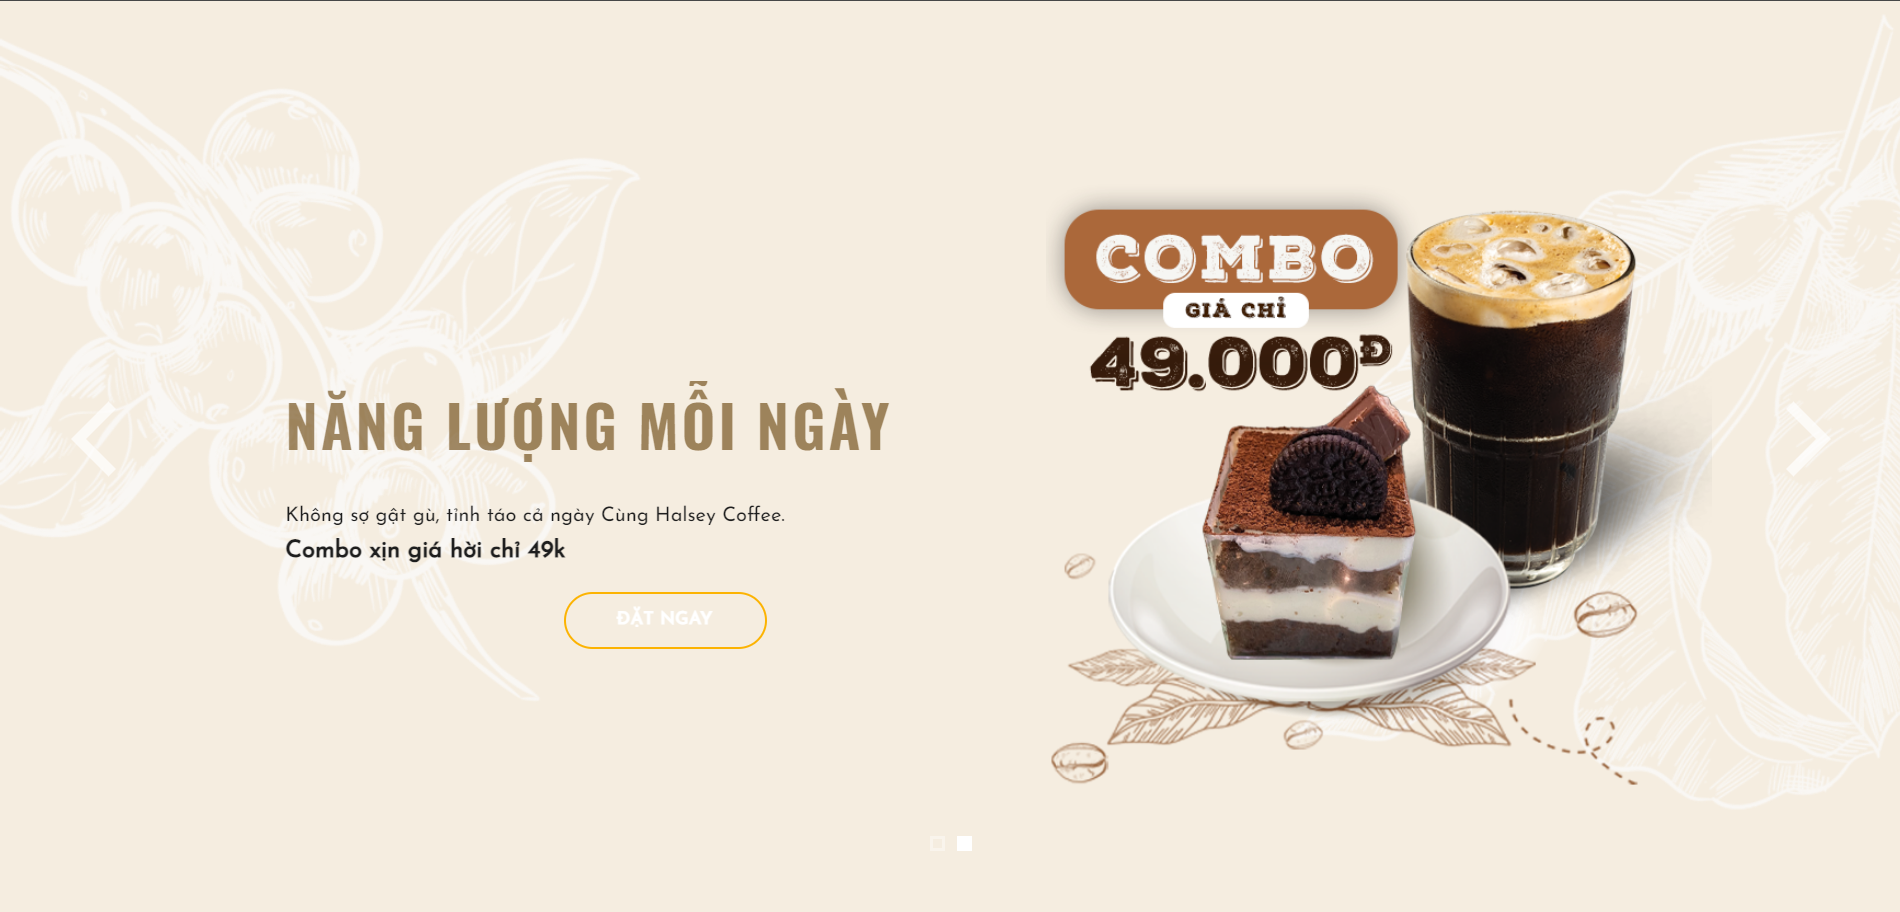 COMBO
GIÁ CHỈ
49.000Đ
NĂNG LƯỢNG MỖI NGÀY
Không sợ gật gù, tỉnh táo cả ngày Cùng Halsey Coffee.
Combo xịn giá hời chỉ 49k
ĐẶT NGAY